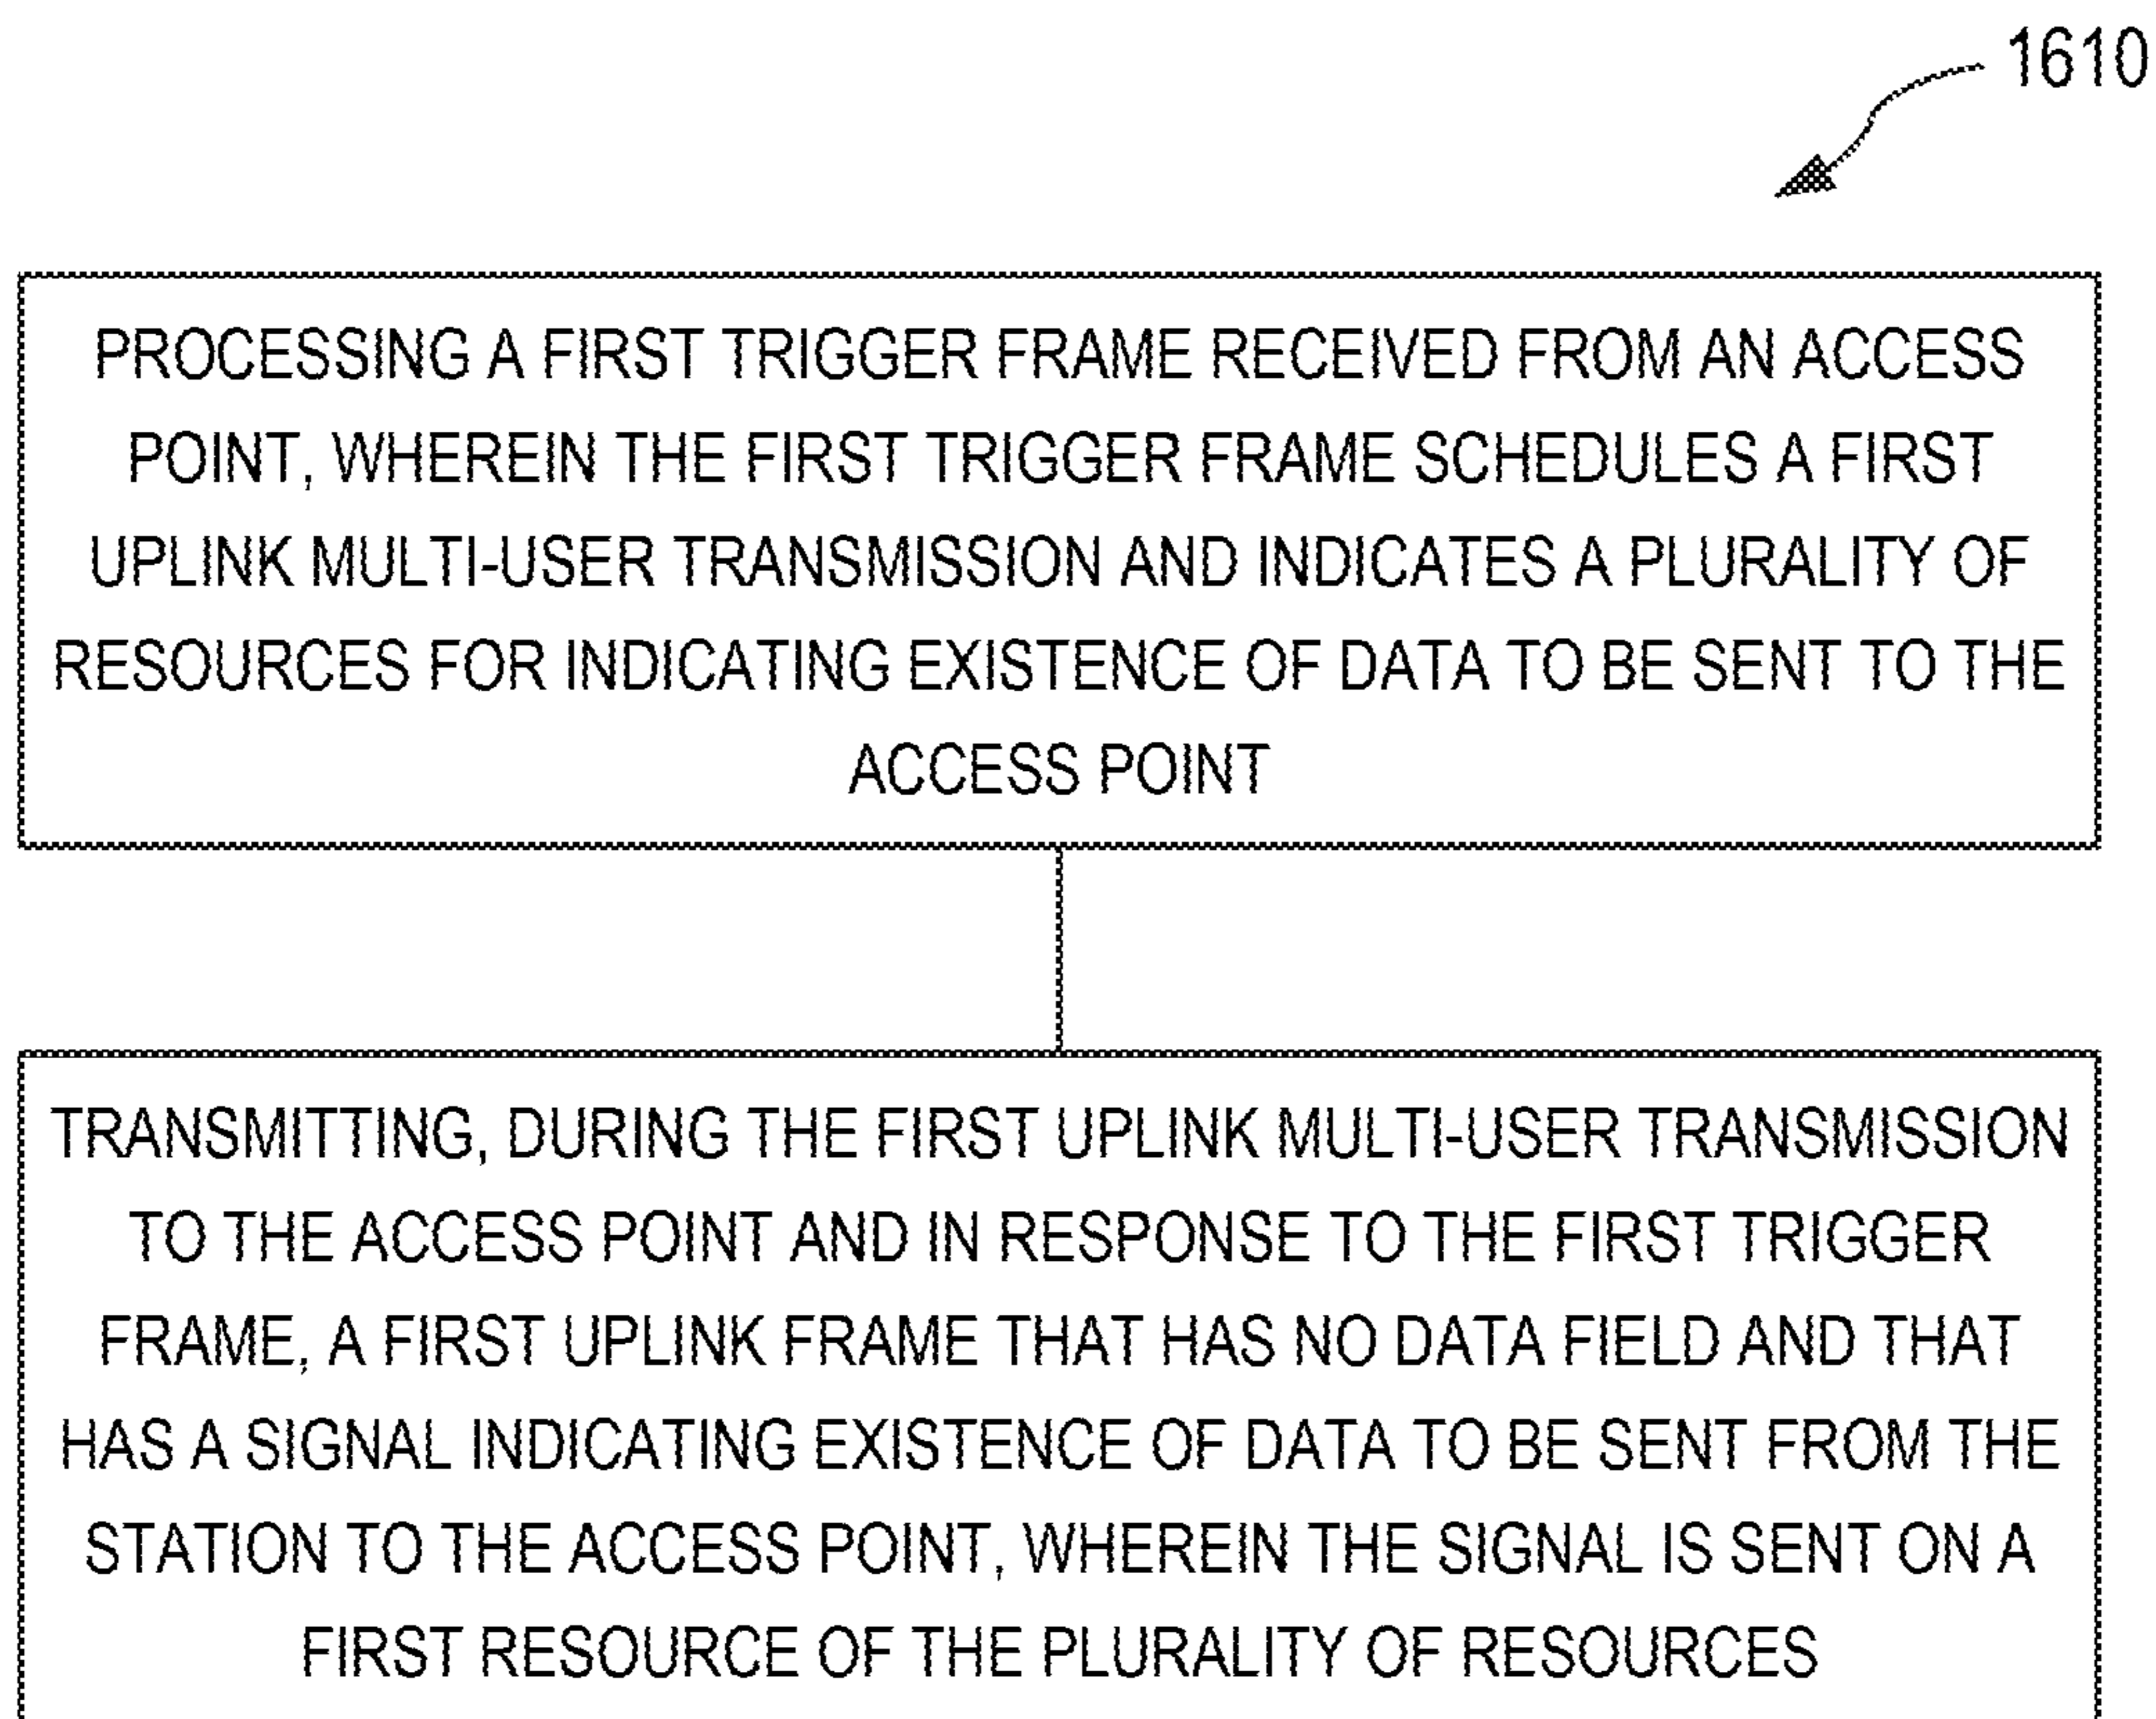 1610
PROCESSING A FIRST TRIGGER FRAME RECEIVED FROM AN ACCESS
POINT, WHEREIN THE FIRST TRIGGER FRAME SCHEDULES A FIRST
UPLINK MULTI-USER TRANSMISSION AND INDICATES A PLURALITY OF
RESOURCES FOR INDICATING EXISTENCE OF DATA TO BE SENT TO THE
ACCESS POINT
TRANSMITTING, DURING THE FIRST UPLINK MULTI-USER TRANSMISSION
TO THE ACCESS POINT AND IN RESPONSE TO THE FIRST TRIGGER
FRAME, A FIRST UPLINK FRAME THAT HAS NO DATA FIELD AND THAT
HAS A SIGNAL INDICATING EXISTENCE OF DATA TO BE SENT FROM THE
STATION TO THE ACCESS POINT, WHEREIN THE SIGNAL IS SENT ON A
FIRST RESOURCE OF THE PLURALITY OF RESOURCES